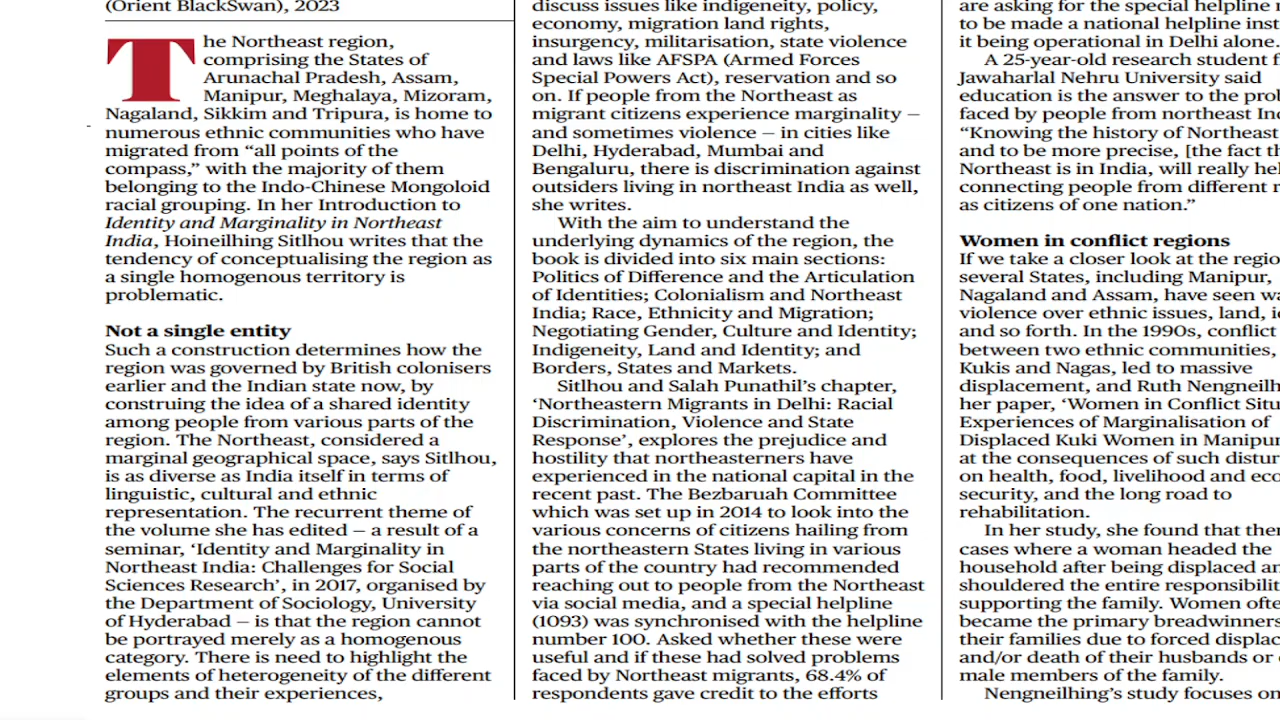 (Orient BlackSwan), 2023
The Northeast region,
comprising the States of
Arunachal Pradesh, Assam,
Manipur, Meghalaya, Mizoram,
Nagaland, Sikkim and Tripura, is home to
numerous ethnic communities who have
migrated from “all points of the
compass,” with the majority of them
belonging to the Indo-Chinese Mongoloid
racial grouping. In her Introduction to
Identity and Marginality in Northeast
India, Hoineilhing Sitlhou writes that the
tendency of conceptualising the region as
a single homogenous territory is
problematic.
Not a single entity
Such a construction determines how the
region was governed by British colonisers
earlier and the Indian state now, by
construing the idea of a shared identity
among people from various parts of the
region. The Northeast, considered a
marginal geographical space, says Sitlhou,
is as diverse as India itself in terms of
linguistic, cultural and ethnic
representation. The recurrent theme of
the volume she has edited – a result of a
seminar, ‘Identity and Marginality in
Northeast India: Challenges for Social
Sciences Research’, in 2017, organised by
the Department of Sociology, University
of Hyderabad – is that the region cannot
be portrayed merely as a homogenous
category. There is need to highlight the
elements of heterogeneity of the different
groups and their experiences,
discuss issues like indigeneity, policy,
economy, migration land rights,
insurgency, militarisation, state violence
and laws like AFSPA (Armed Forces
Special Powers Act), reservation and so
on. If people from the Northeast as
migrant citizens experience marginality –
and sometimes violence – in cities like
Delhi, Hyderabad, Mumbai and
Bengaluru, there is discrimination against
outsiders living in northeast India as well,
she writes.
With the aim to understand the
underlying dynamics of the region, the
book is divided into six main sections:
Politics of Difference and the Articulation
of Identities; Colonialism and Northeast
India; Race, Ethnicity and Migration;
Negotiating Gender, Culture and Identity;
Indigeneity, Land and Identity; and
Borders, States and Markets.
Sitlhou and Salah Punathil’s chapter,
‘Northeastern Migrants in Delhi: Racial
Discrimination, Violence and State
Response’, explores the prejudice and
hostility that northeasterners have
experienced in the national capital in the
recent past. The Bezbaruah Committee
which was set up in 2014 to look into the
various concerns of citizens hailing from
the northeastern States living in various
parts of the country had recommended
reaching out to people from the Northeast
via social media, and a special helpline
(1093) was synchronised with the helpline
number 100. Asked whether these were
useful and if these had solved problems
faced by Northeast migrants, 68.4% of
respondents gave credit to the efforts
are asking for the special helpline
to be made a national helpline
it being operational in Delhi alone.
A 25-year-old research student
Jawaharlal Nehru University said
education is the answer to the
faced by people from northeast
“Knowing the history of Northeast
and to be more precise, [the fact
Northeast is in India, will really
connecting people from different
as citizens of one nation.”
Women in conflict regions
If we take a closer look at the
several States, including Manipur,
Nagaland and Assam, have seen
violence over ethnic issues, land,
and so forth. In the 1990s, conflict
between two ethnic communities,
Kukis and Nagas, led to massive
displacement, and Ruth
her paper, ‘Women in Conflict
Experiences of Marginalisation of
Displaced Kuki Women in Manipur
at the consequences of such
on health, food, livelihood and
security, and the long road to
rehabilitation.
In her study, she found that
cases where a woman headed the
household after being displaced
shouldered the entire
supporting the family. Women
became the primary breadwinners
their families due to forced
and/or death of their husbands or
male members of the family.
Nengneilhing’s study focuses on